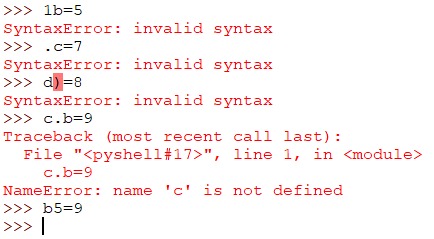 >>> 1b=5
SyntaxError: invalid syntax
>>> .c=7
SyntaxError: invalid syntax
>>> d)=8
SyntaxError: invalid syntax
>>> c.b=9
Traceback (most recent call last):
  File "<pyshell#17>", line 1, in <module>
    c.b=9
NameError: name 'c' is not defined
>>> b5=9
>>>